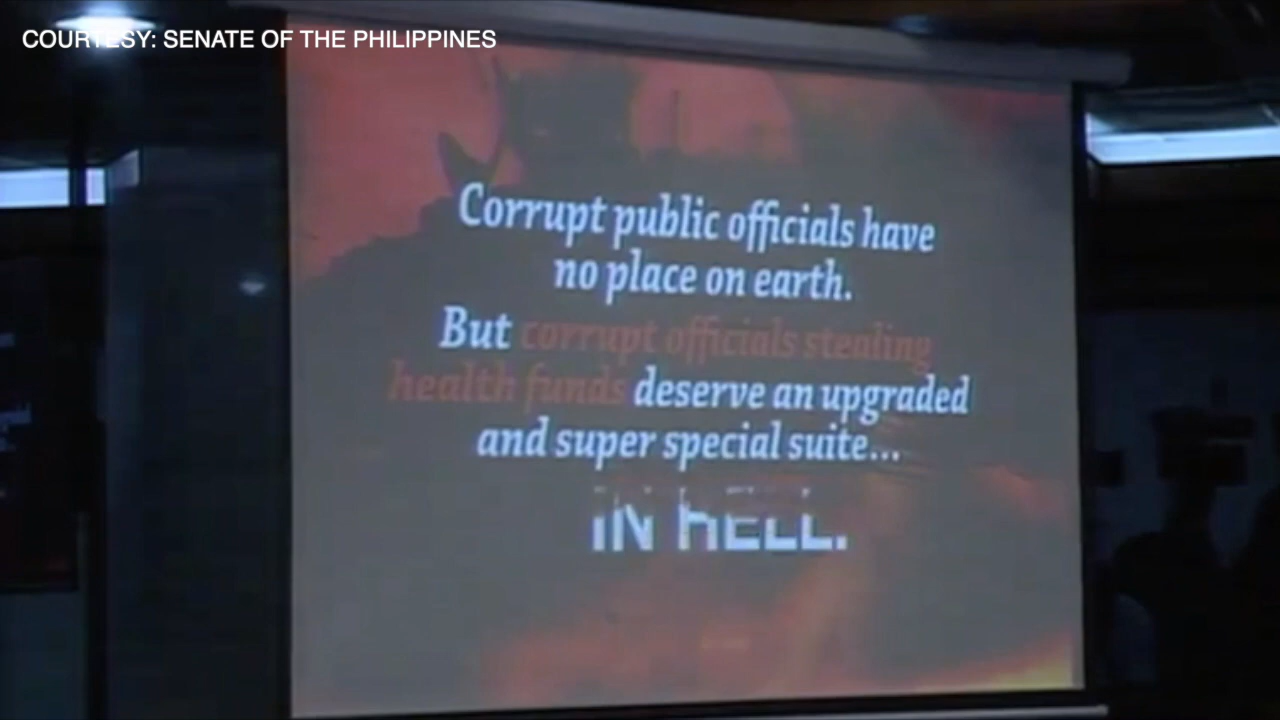 COURTESY: SENATE OF THE PHILIPPINES
Corrupt public officials have
no place on earth.
But corrupt officials stealing
health funds deserve an upgraded
and super special suite...
IN HELL.